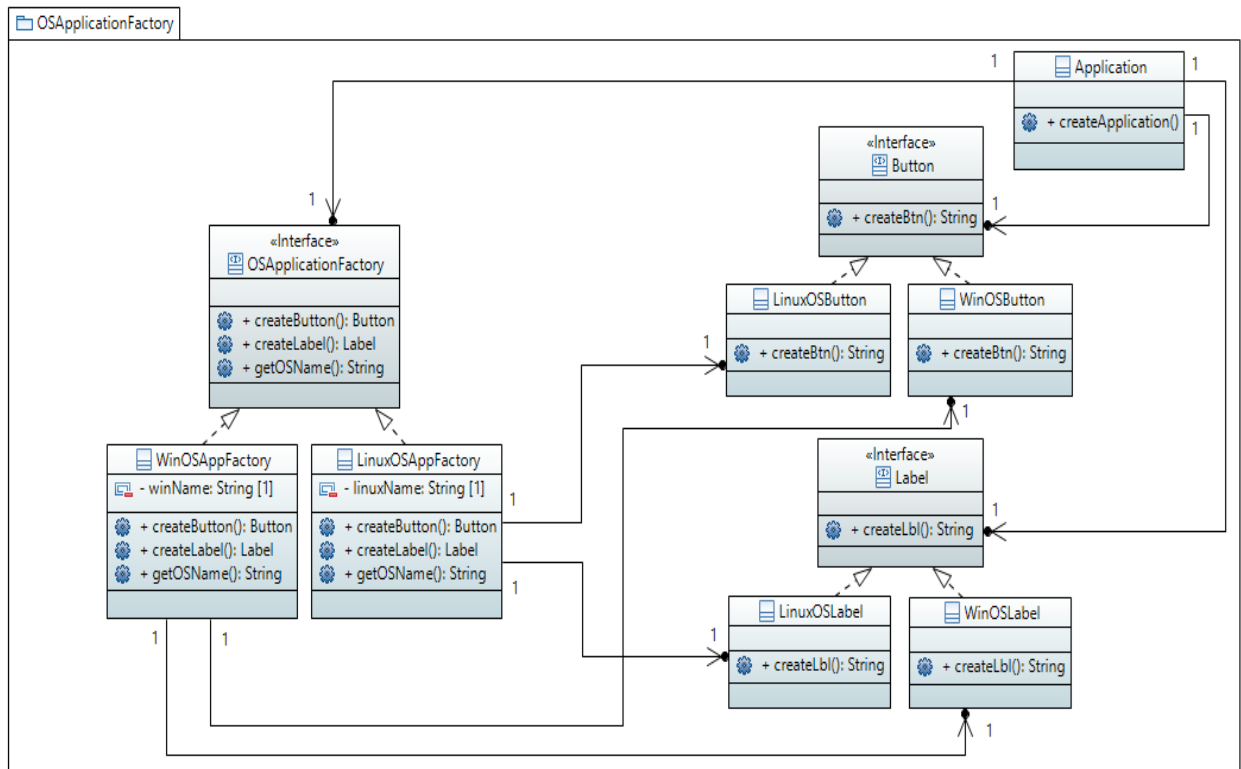 OSApplicationFactory
1
Application
1
+ createApplication()
1
«Interface»
Button
1
+ createBtn(): String
1
«Interface»
OSApplicationFactory
+ createButton(): Button
+ createLabel(): Label
+ getOSName(): String
LinuxOSButton
1
+ createBtn(): String
WinOSButton
+ createBtn(): String
1
WinOSAppFactory
- winName: String [1]
+ createButton(): Button
+ createLabel(): Label
+ getOSName(): String
1
1
LinuxOSAppFactory
- linuxName: String [1]
+ createButton(): Button
+ createLabel(): Label
+ getOSName(): String
1
1
«Interface»
Label
1
+ createLbl(): String
LinuxOSLabel
1
+ createLbl(): String
WinOSLabel
+ createLbl(): String
1